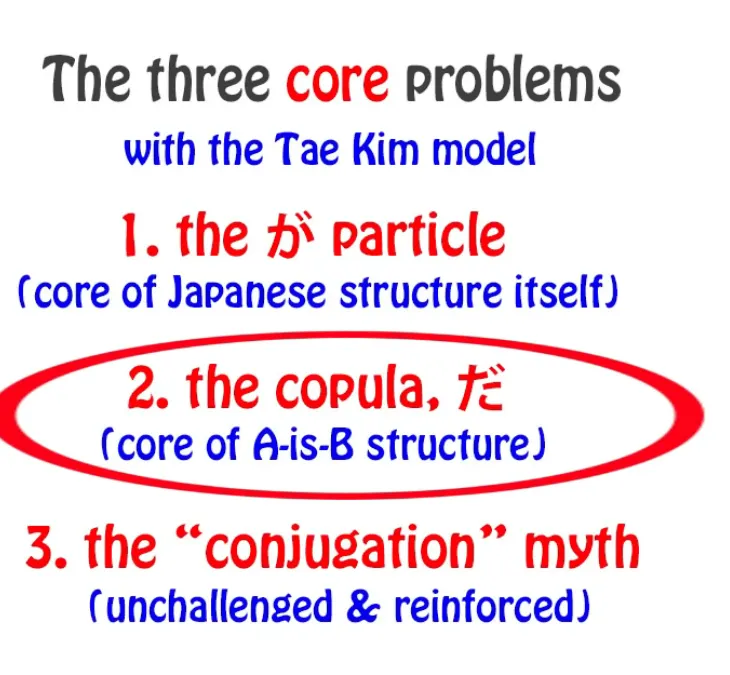 The three core problems
with the Tae Kim model
1. the が particle
(core of Japanese structure itself)
2. the copula, だ
(core of A-is-B structure)
3. the “conjugation” myth
(unchallenged & reinforced)